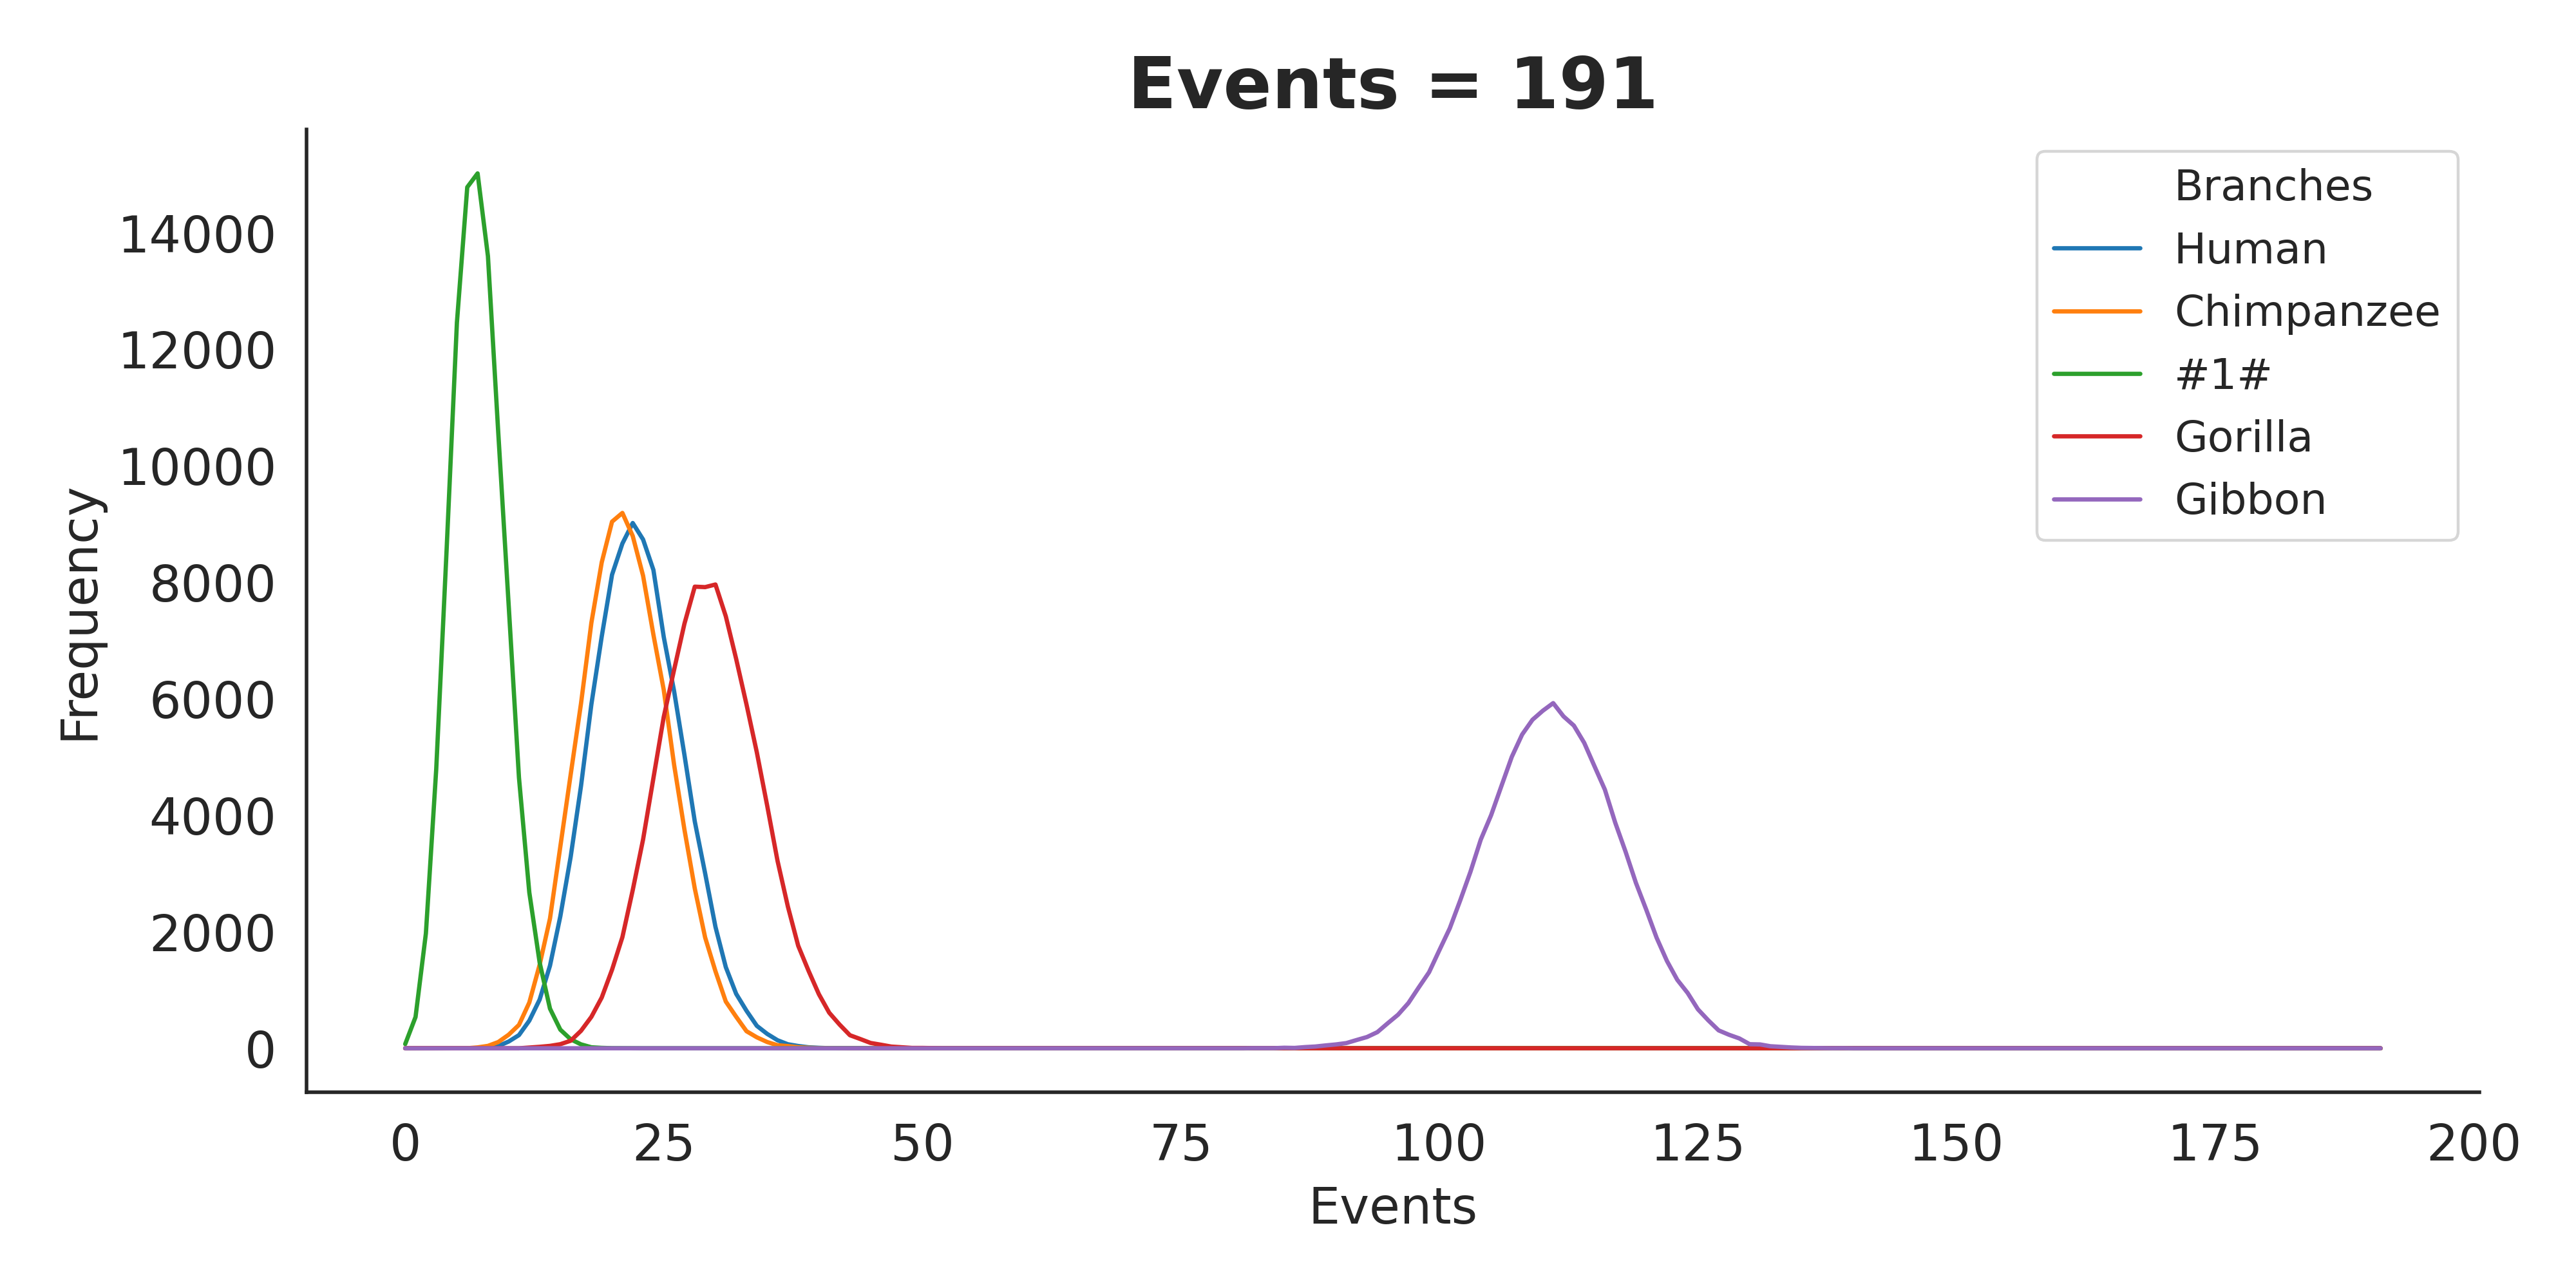 Events = 191
Branches
Human
Chimpanzee
#1#
Gorilla
Gibbon
Frequency
14000
12000
10000
8000
6000
4000
2000
0
0 25 50 75 100 125 150 175 200
Events